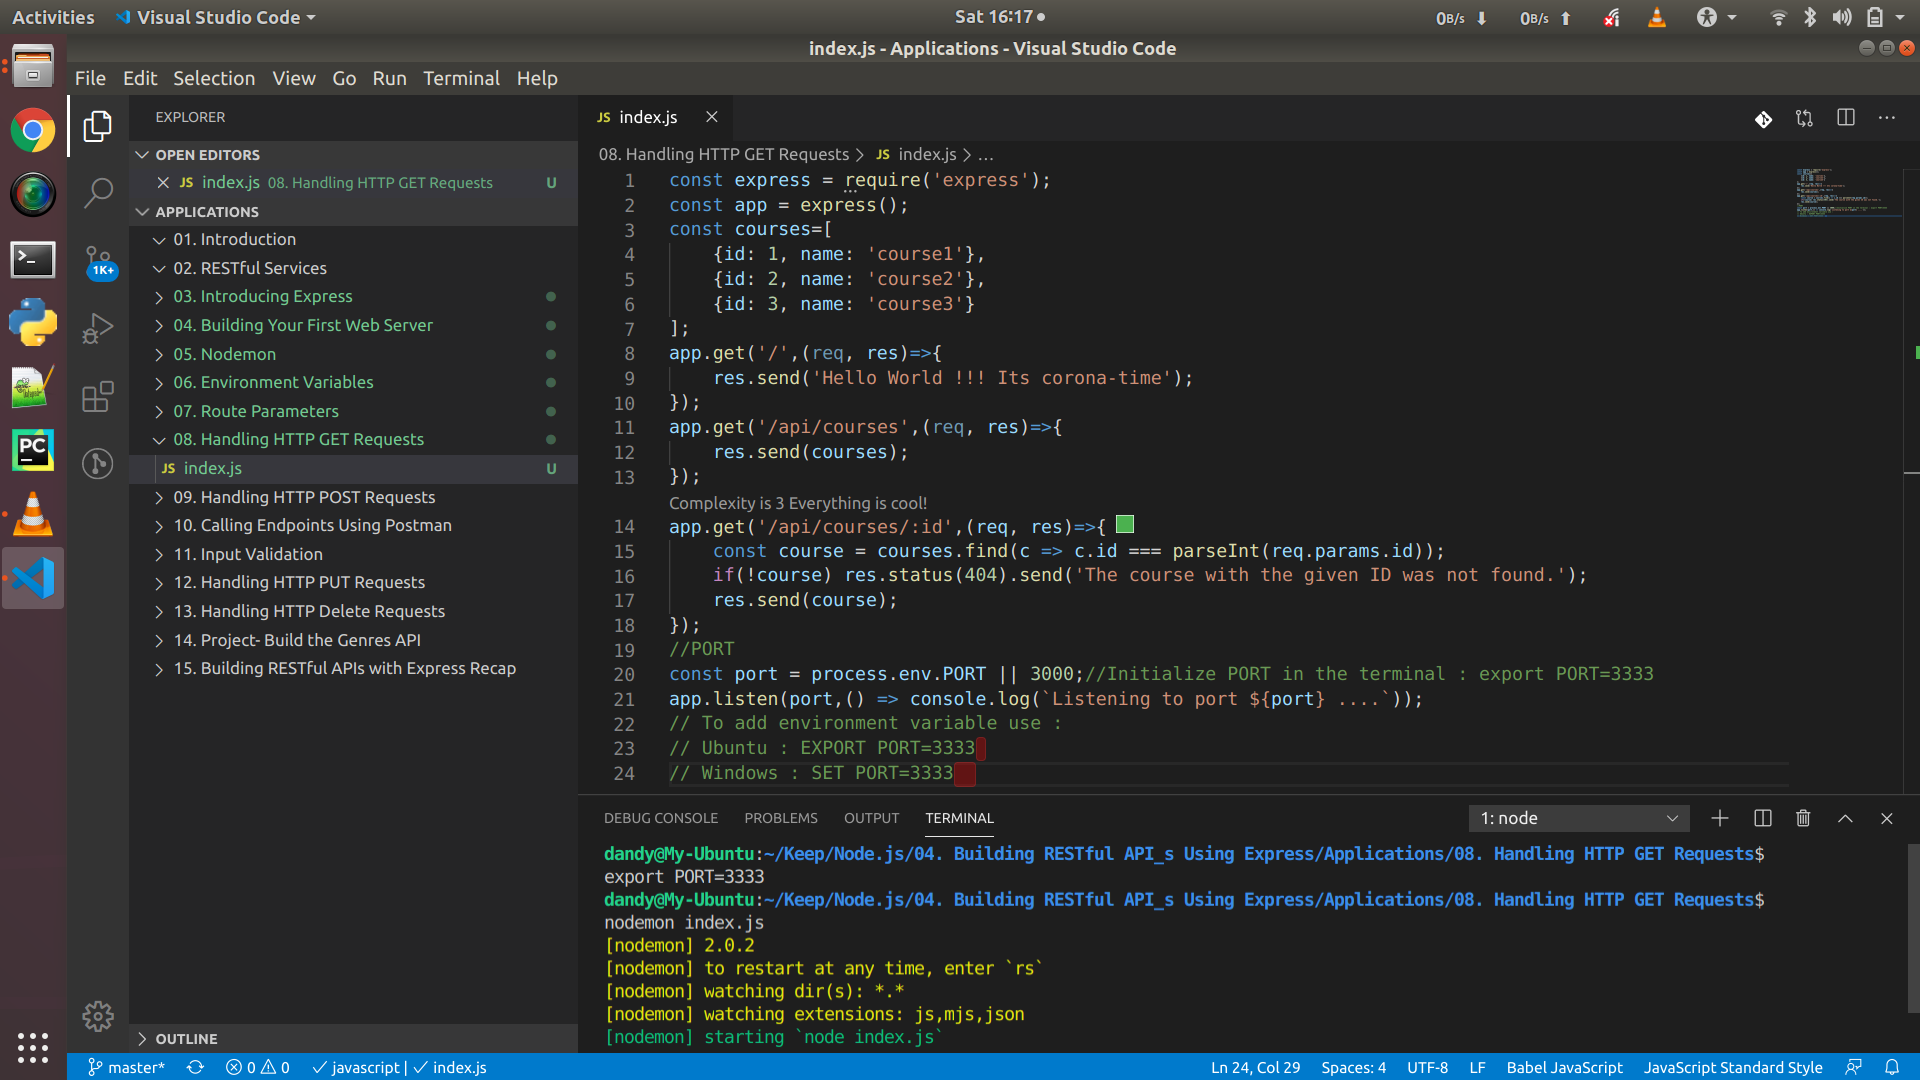 Activities
Visual Studio Code
Sat 16:17
0B/s
0B/s
index.js - Applications - Visual Studio Code
File Edit Selection View Go Run Terminal Help
EXPLORER
OPEN EDITORS
JS index.js 08. Handling HTTP GET Requests U
APPLICATIONS
01. Introduction
02. RESTful Services
03. Introducing Express
04. Building Your First Web Server
05. Nodemon
06. Environment Variables
07. Route Parameters
08. Handling HTTP GET Requests
JS index.js U
09. Handling HTTP POST Requests
10. Calling Endpoints Using Postman
11. Input Validation
12. Handling HTTP PUT Requests
13. Handling HTTP Delete Requests
14. Project- Build the Genres API
15. Building RESTful APIs with Express Recap
OUTLINE
1K+
PC
JS index.js
08. Handling HTTP GET Requests > JS index.js > ...
1 const express = require('express');
2 const app = express();
3 const courses=[
4 {id: 1, name: 'course1'},
5 {id: 2, name: 'course2'},
6 {id: 3, name: 'course3'}
7 ];
8 app.get('/',(req, res)=>{
9 res.send('Hello World !!! Its corona-time');
10 });
11 app.get('/api/courses',(req, res)=>{
12 res.send(courses);
13 });
Complexity is 3 Everything is cool!
14 app.get('/api/courses/:id',(req, res)=>{
15 const course = courses.find(c => c.id === parseInt(req.params.id));
16 if(!course) res.status(404).send('The course with the given ID was not found.');
17 res.send(course);
18 });
19 //PORT
20 const port = process.env.PORT || 3000;//Initialize PORT in the terminal : export PORT=3333
21 app.listen(port,() => console.log(`Listening to port ${port} ....`));
22 // To add environment variable use :
23 // Ubuntu : EXPORT PORT=3333
24 // Windows : SET PORT=3333
DEBUG CONSOLE PROBLEMS OUTPUT TERMINAL
1: node
dandy@My-Ubuntu:~/Keep/Node.js/04. Building RESTful API_s Using Express/Applications/08. Handling HTTP GET Requests$
export PORT=3333
dandy@My-Ubuntu:~/Keep/Node.js/04. Building RESTful API_s Using Express/Applications/08. Handling HTTP GET Requests$
nodemon index.js
[nodemon] 2.0.2
[nodemon] to restart at any time, enter `rs`
[nodemon] watching dir(s): *.*
[nodemon] watching extensions: js,mjs,json
[nodemon] starting `node index.js`
master* 0 0 javascript | index.js
Ln 24, Col 29 Spaces: 4 UTF-8 LF Babel JavaScript JavaScript Standard Style